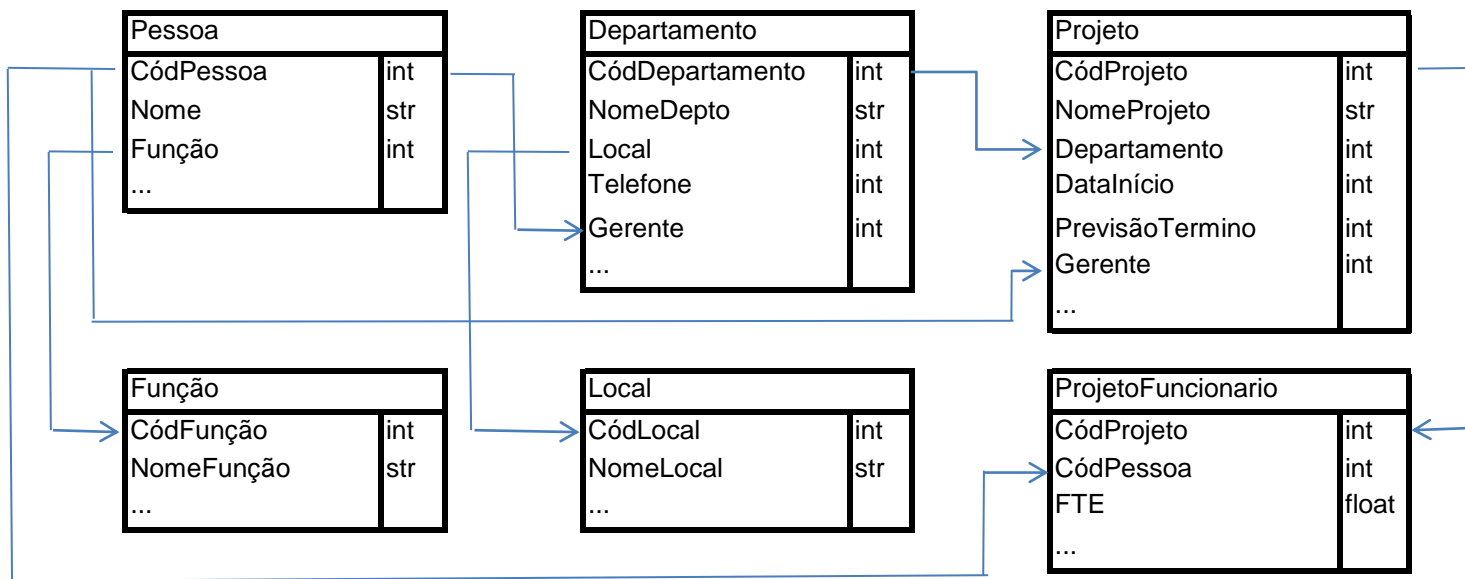 Pessoa
CódPessoa int
Nome str
Função int
...
Departamento
CódDepartamento int
NomeDepto str
Local int
Telefone int
Gerente int
...
Projeto
CódProjeto int
NomeProjeto str
Departamento int
DataInício int
PrevisãoTermino int
Gerente int
...
Função
CódFunção int
NomeFunção str
...
Local
CódLocal int
NomeLocal str
...
ProjetoFuncionario
CódProjeto int
CódPessoa int
FTE float
...